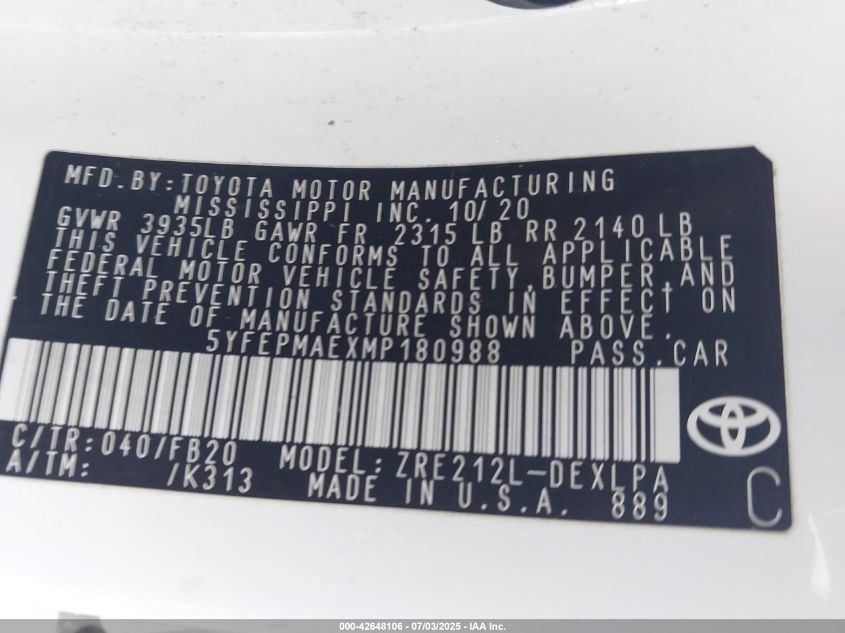 MFD.BY:TOYOTA MOTOR MANUFACTURING
MISSISSIPPI INC. 10/20
GVWR 3935LB GAWR FR 2315 LB RR 2140 LB
THIS VEHICLE CONFORMS TO ALL APPLICABLE
FEDERAL MOTOR VEHICLE SAFETY,BUMPER,AND
THEFT PREVENTION STANDARDS IN EFFECT ON
THE DATE OF MANUFACTURE SHOWN ABOVE.
5YFEPMAEXMP180988 PASS.CAR
C/TR:040/FB20 MODEL:ZRE212L-DEXLPA
A/TM: /K313 MADE IN U.S.A. 889
C
000-42648106 - 07/03/2025 - IAA Inc.